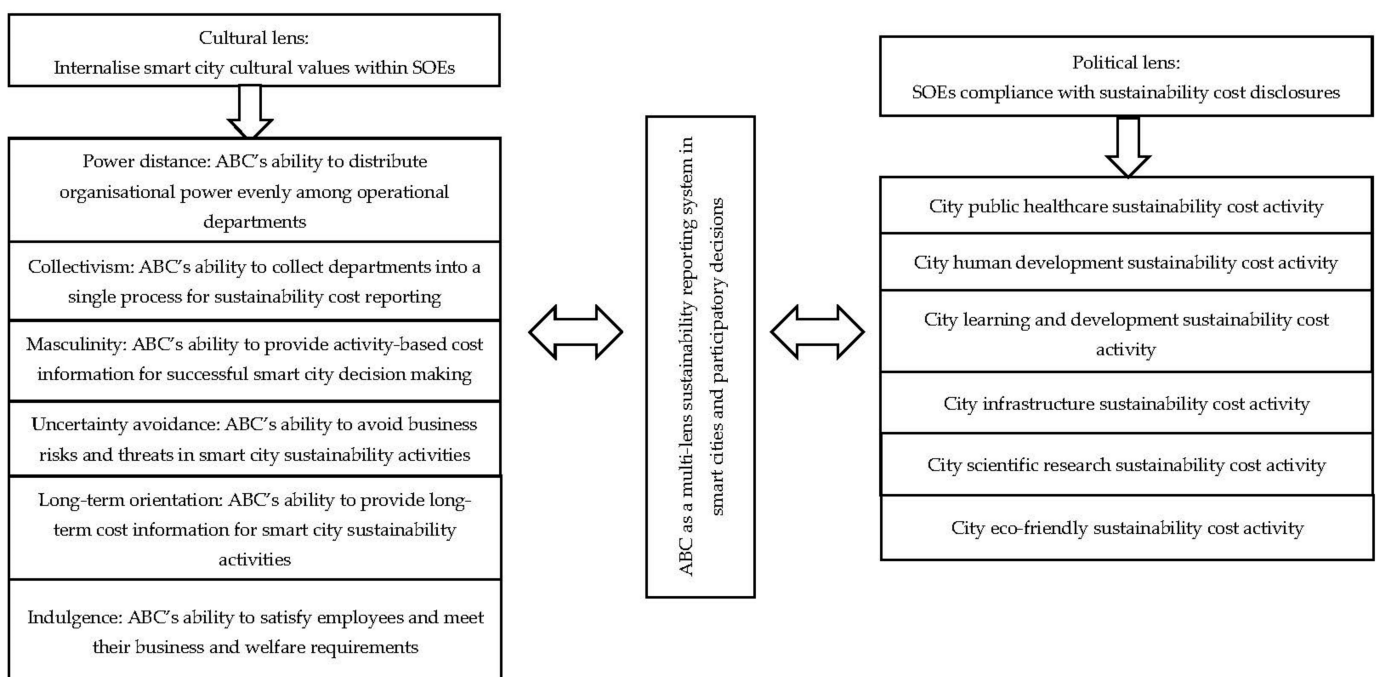 Cultural lens:
Internalise smart city cultural values within SOEs
Power distance: ABC's ability to distribute
organisational power evenly among operational
departments
Collectivism: ABC's ability to collect departments into a
single process for sustainability cost reporting
Masculinity: ABC's ability to provide activity-based cost
information for successful smart city decision making
Uncertainty avoidance: ABC's ability to avoid business
risks and threats in smart city sustainability activities
Long-term orientation: ABC's ability to provide long-
term cost information for smart city sustainability
activities
Indulgence: ABC's ability to satisfy employees and meet
their business and welfare requirements
ABC as a multi-lens sustainability reporting system in
smart cities and participatory decisions
Political lens:
SOEs compliance with sustainability cost disclosures
City public healthcare sustainability cost activity
City human development sustainability cost activity
City learning and development sustainability cost
activity
City infrastructure sustainability cost activity
City scientific research sustainability cost activity
City eco-friendly sustainability cost activity